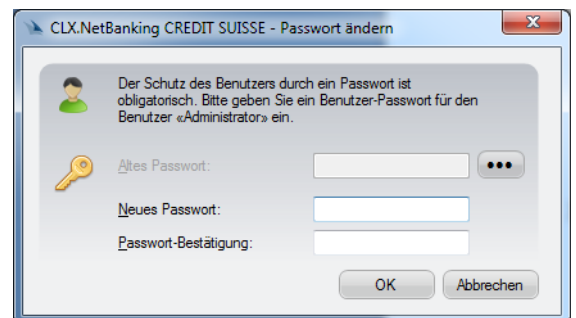 CLX.NetBanking CREDIT SUISSE - Passwort ändern
Der Schutz des Benutzers durch ein Passwort ist
obligatorisch. Bitte geben Sie ein Benutzer-Passwort für den
Benutzer «Administrator» ein.
Altes Passwort:
Neues Passwort:
Passwort-Bestätigung:
OK Abbrechen